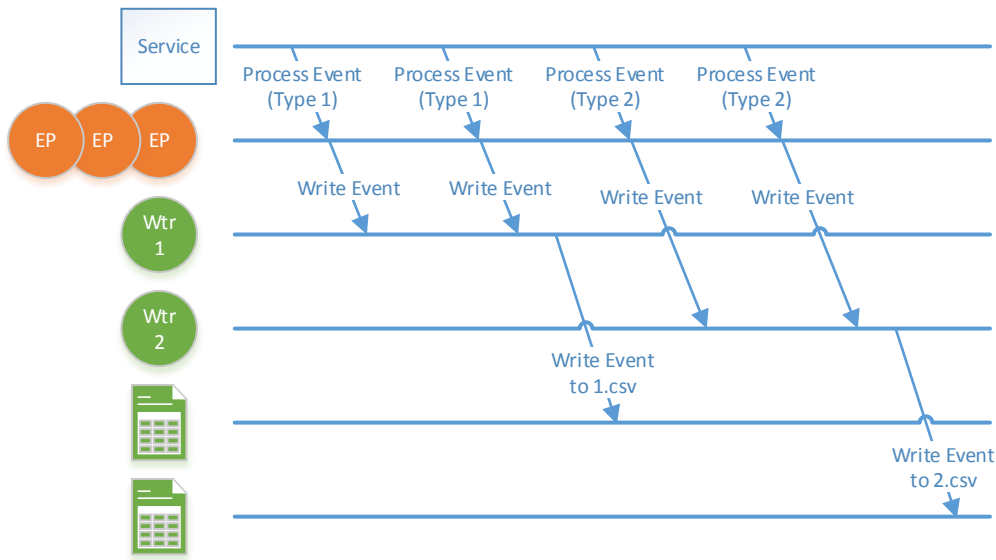 Service
Process Event
(Type 1)
Process Event
(Type 1)
Process Event
(Type 2)
Process Event
(Type 2)
EP
EP
EP
Write Event
Write Event
Write Event
Write Event
Wtr
1
Wtr
2
Write Event
to 1.csv
Write Event
to 2.csv